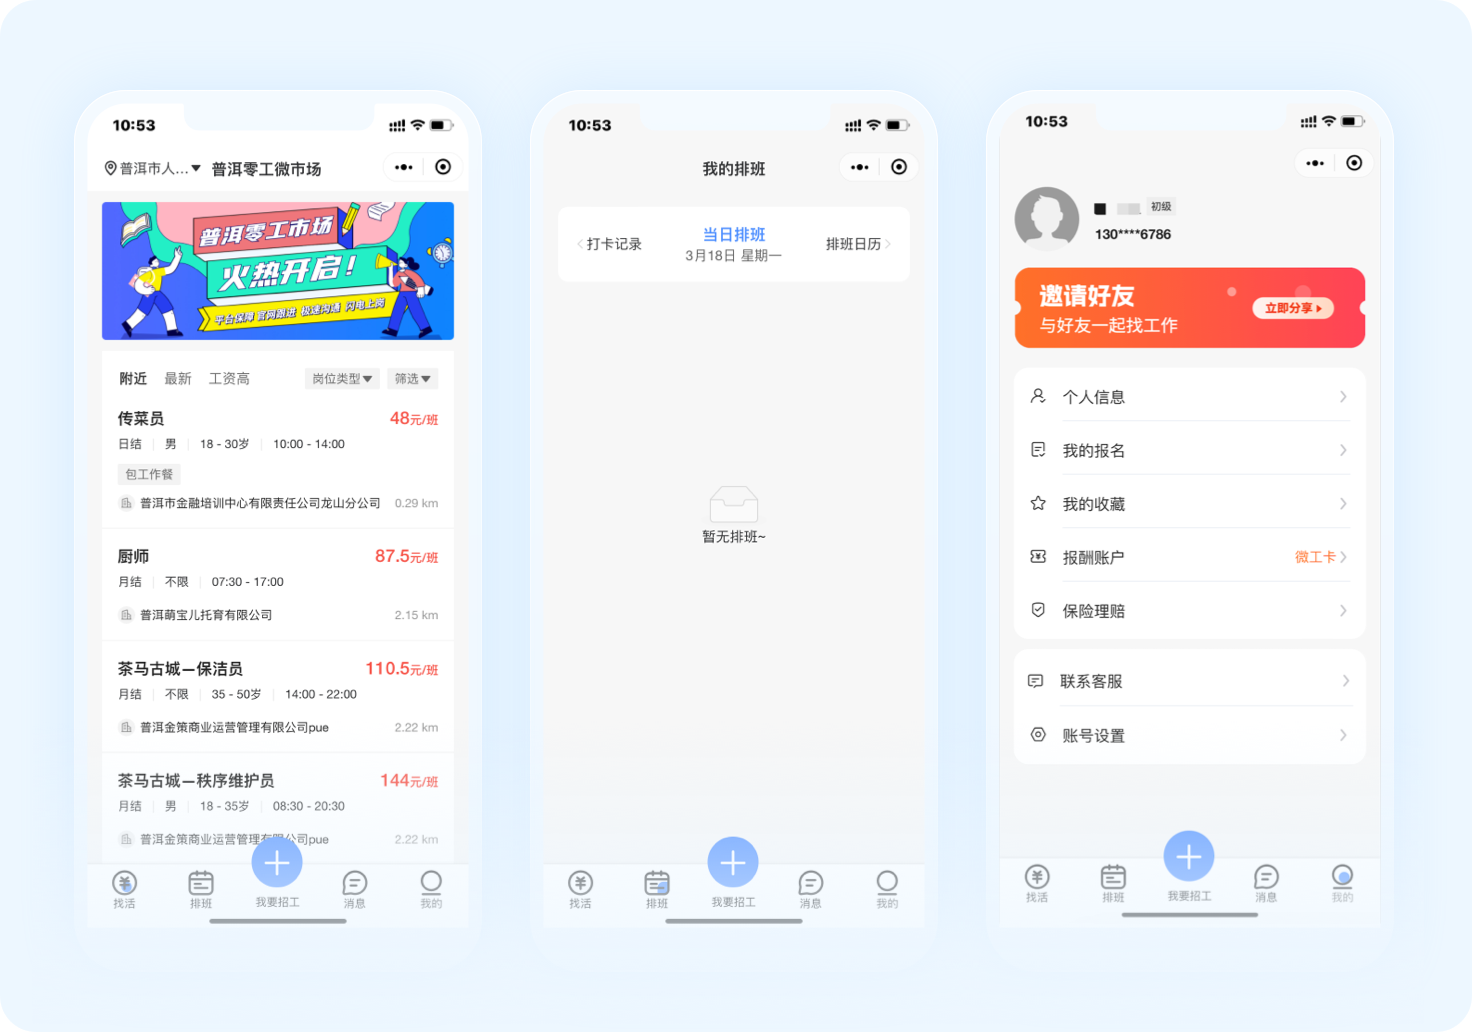 10:53
普洱市人...
普洱零工微市场
普洱零工市场
火热开启!
平台保障 官网跟进 极速沟通 闪电上岗
附近
最新
工资高
岗位类型
筛选
传菜员
48元/班
日结
男
18 - 30岁
10:00 - 14:00
包工作餐
普洱市金融培训中心有限责任公司龙山分公司
0.29 km
厨师
87.5元/班
月结
不限
07:30 - 17:00
普洱萌宝儿托育有限公司
2.15 km
茶马古城—保洁员
110.5元/班
月结
不限
35 - 50岁
14:00 - 22:00
普洱金策商业运营管理有限公司pue
2.22 km
茶马古城—秩序维护员
144元/班
月结
男
18 - 35岁
08:30 - 20:30
普洱金策商业运营管理有限公司pue
2.22 km
找活
排班
我要招工
消息
我的
10:53
我的排班
打卡记录
当日排班
3月18日 星期一
排班日历
暂无排班~
找活
排班
我要招工
消息
我的
10:53
初级
130****6786
邀请好友
与好友一起找工作
立即分享
个人信息
我的报名
我的收藏
报酬账户
微工卡
保险理赔
联系客服
账号设置
找活
排班
我要招工
消息
我的